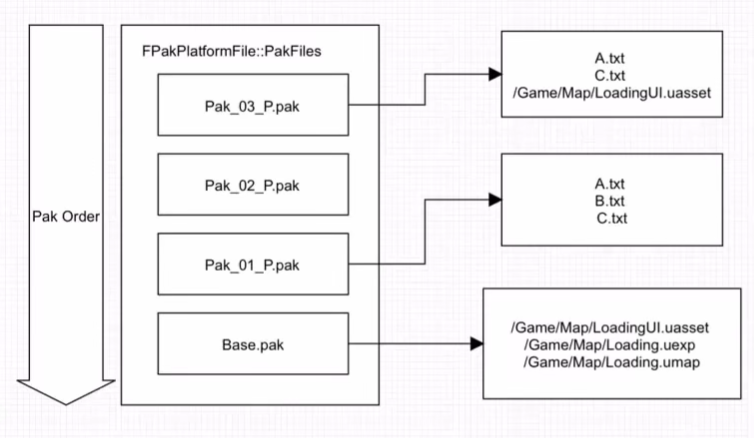 Pak Order
FPakPlatformFile::PakFiles
Pak_03_P.pak
Pak_02_P.pak
Pak_01_P.pak
Base.pak
A.txt
C.txt
/Game/Map/LoadingUI.uasset
A.txt
B.txt
C.txt
/Game/Map/LoadingUI.uasset
/Game/Map/Loading.uexp
/Game/Map/Loading.umap